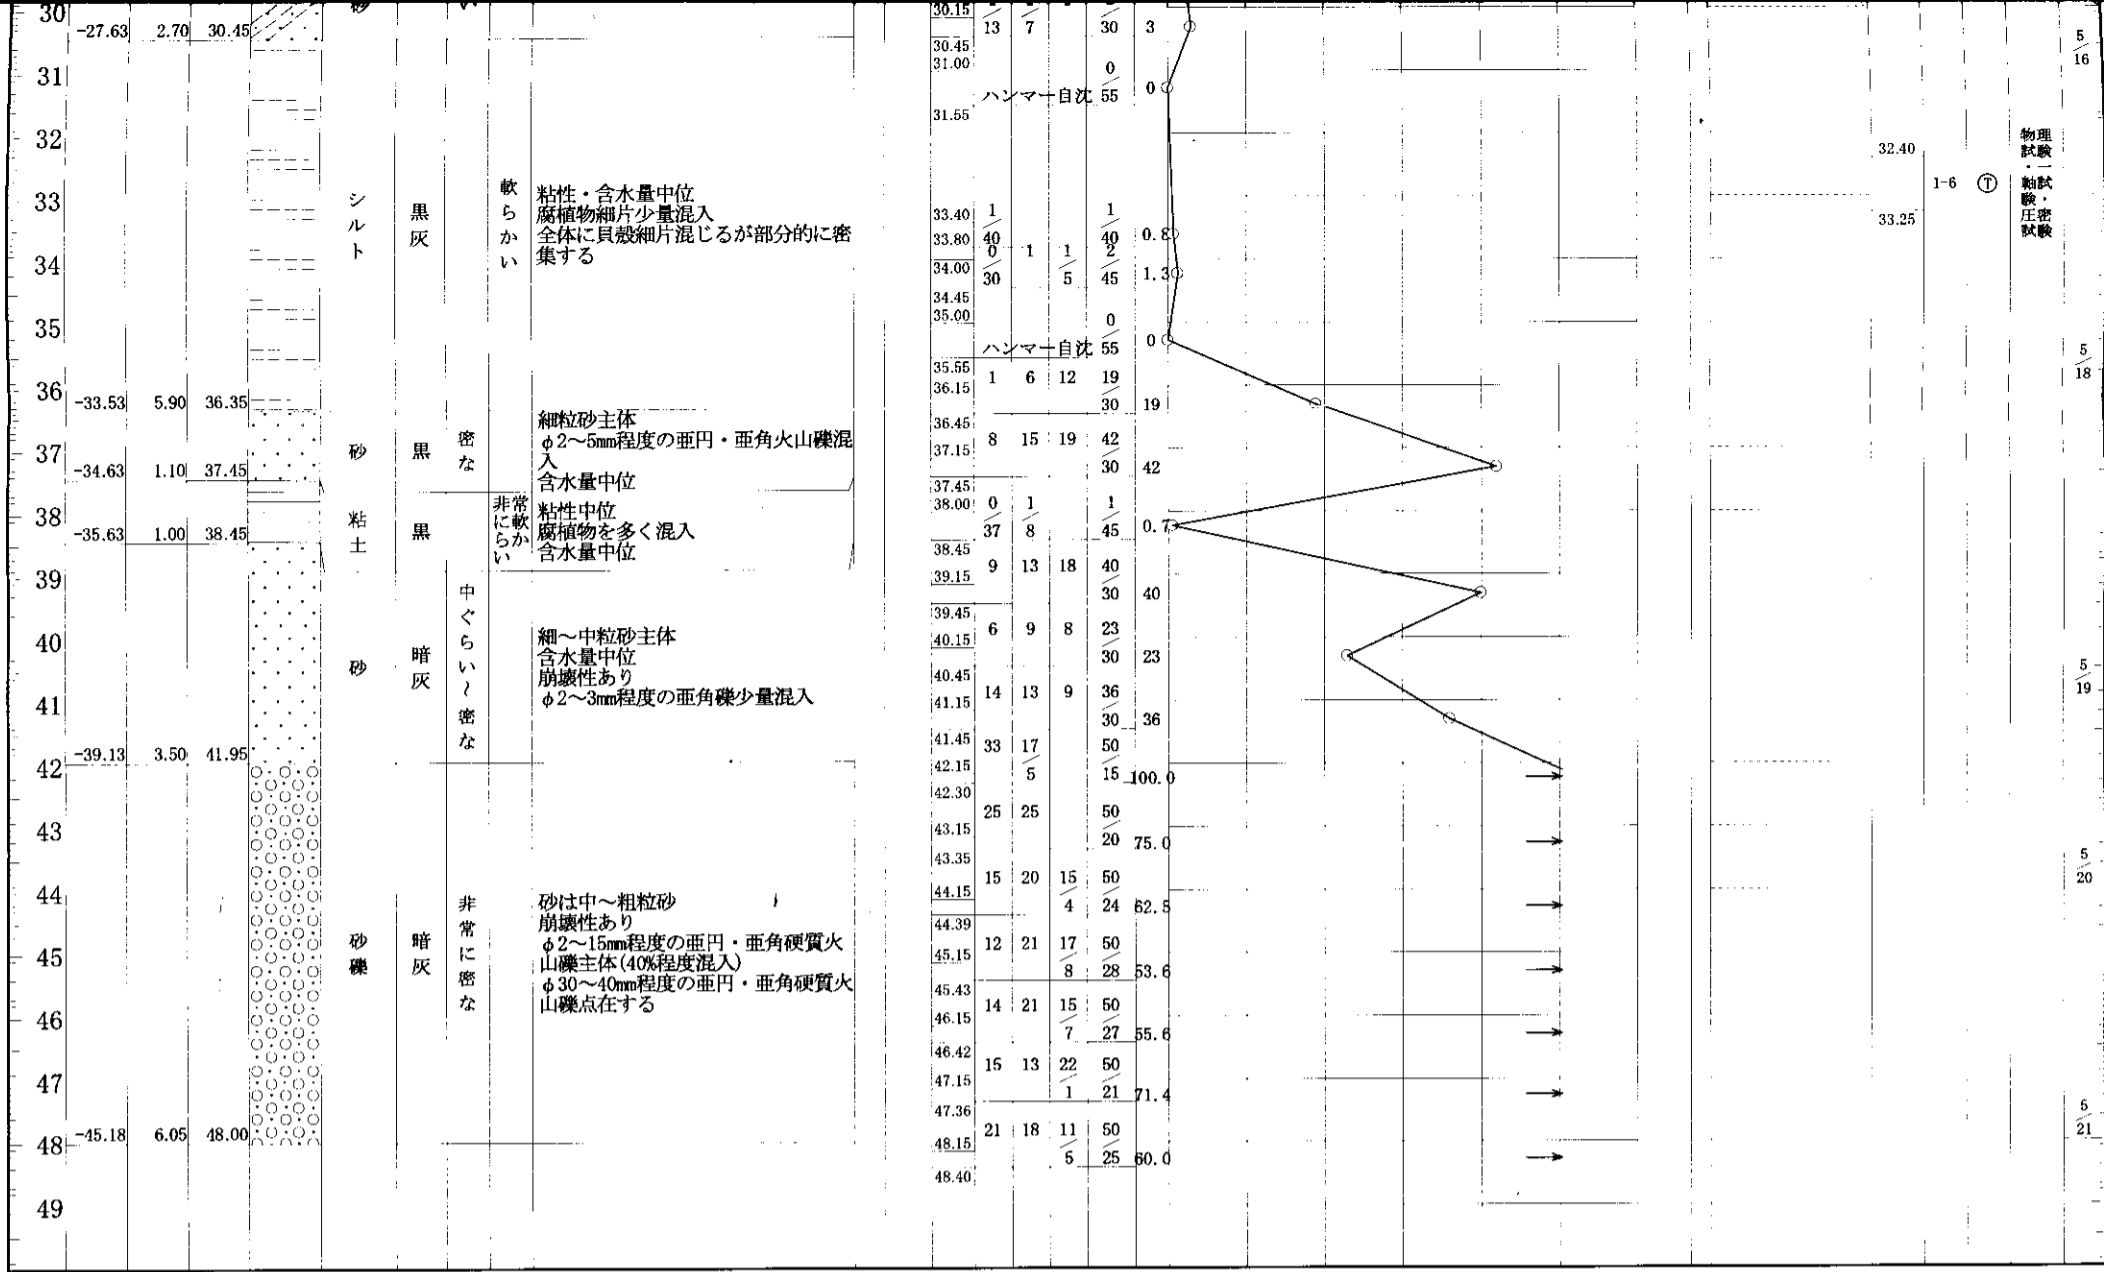 30
-27.63 2.70 30.45
31
32
33
34
35
36
-33.53 5.90 36.35
37
-34.63 1.10 37.45
38
-35.63 1.00 38.45
39
40
41
-39.13 3.50 41.95
42
43
44
45
46
47
-45.18 6.05 48.00
48
49
砂
シルト
黒灰
軟らかい
粘性・含水量中位
腐植物細片少量混入
全体に貝殻細片混じるが部分的に密
集する
砂
黒
密な
細粒砂主体
φ2～5mm程度の亜円・亜角火山礫混
入
含水量中位
粘土
黒
非常に軟らかい
粘性中位
腐植物を多く混入
含水量中位
砂
暗灰
中ぐらい～密な
細～中粒砂主体
含水量中位
崩壊性あり
φ2～3mm程度の亜角礫少量混入
砂礫
暗灰
非常に密な
砂は中～粗粒砂
崩壊性あり
φ2～15mm程度の亜円・亜角硬質火
山礫主体(40%程度混入)
φ30～40mm程度の亜円・亜角硬質火
山礫点在する
30.15
13 7 30 3
30.45
31.00
0
ハンマー自沈 55 0
31.55
33.40 1 1
33.80 40 40 0.8
0 1 1 2
34.00 30 5 45 1.3
34.45
35.00
0
ハンマー自沈 55 0
35.55
36.15 1 6 12 19
30 19
36.45
37.15 8 15 19 42
30 42
37.45
38.00 0 1 1
37 8 45 0.7
38.45
39.15 9 13 18 40
30 40
39.45
40.15 6 9 8 23
30 23
40.45
41.15 14 13 9 36
30 36
41.45
42.15 33 17 50
5 15 100.0
42.30
43.15 25 25 50
20 75.0
43.35
44.15 15 20 15 50
4 24 62.5
44.39
45.15 12 21 17 50
8 28 53.6
45.43
46.15 14 21 15 50
7 27 55.6
46.42
47.15 15 13 22 50
1 21 71.4
47.36
48.15 21 18 11 50
5 25 60.0
48.40
32.40
33.25
1-6 Ⓣ
物理試験・一軸試験・圧密試験
5/16
5/18
5/19
5/20
5/21